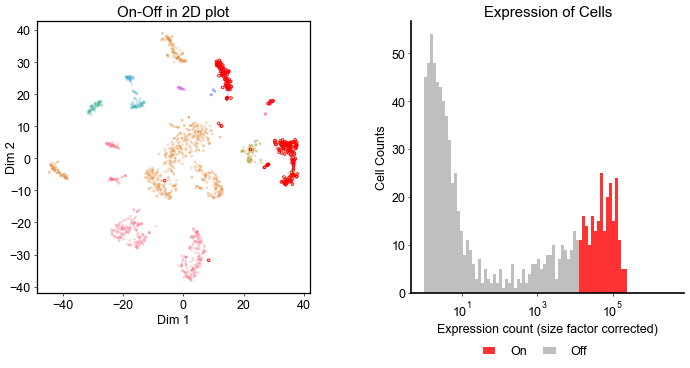 On-Off in 2D plot
40
30
20
10
0
−10
−20
−30
−40
Dim 2
−40 −20 0 20 40
Dim 1
Expression of Cells
50
40
30
20
10
0
Cell Counts
10^1 10^3 10^5
Expression count (size factor corrected)
On Off